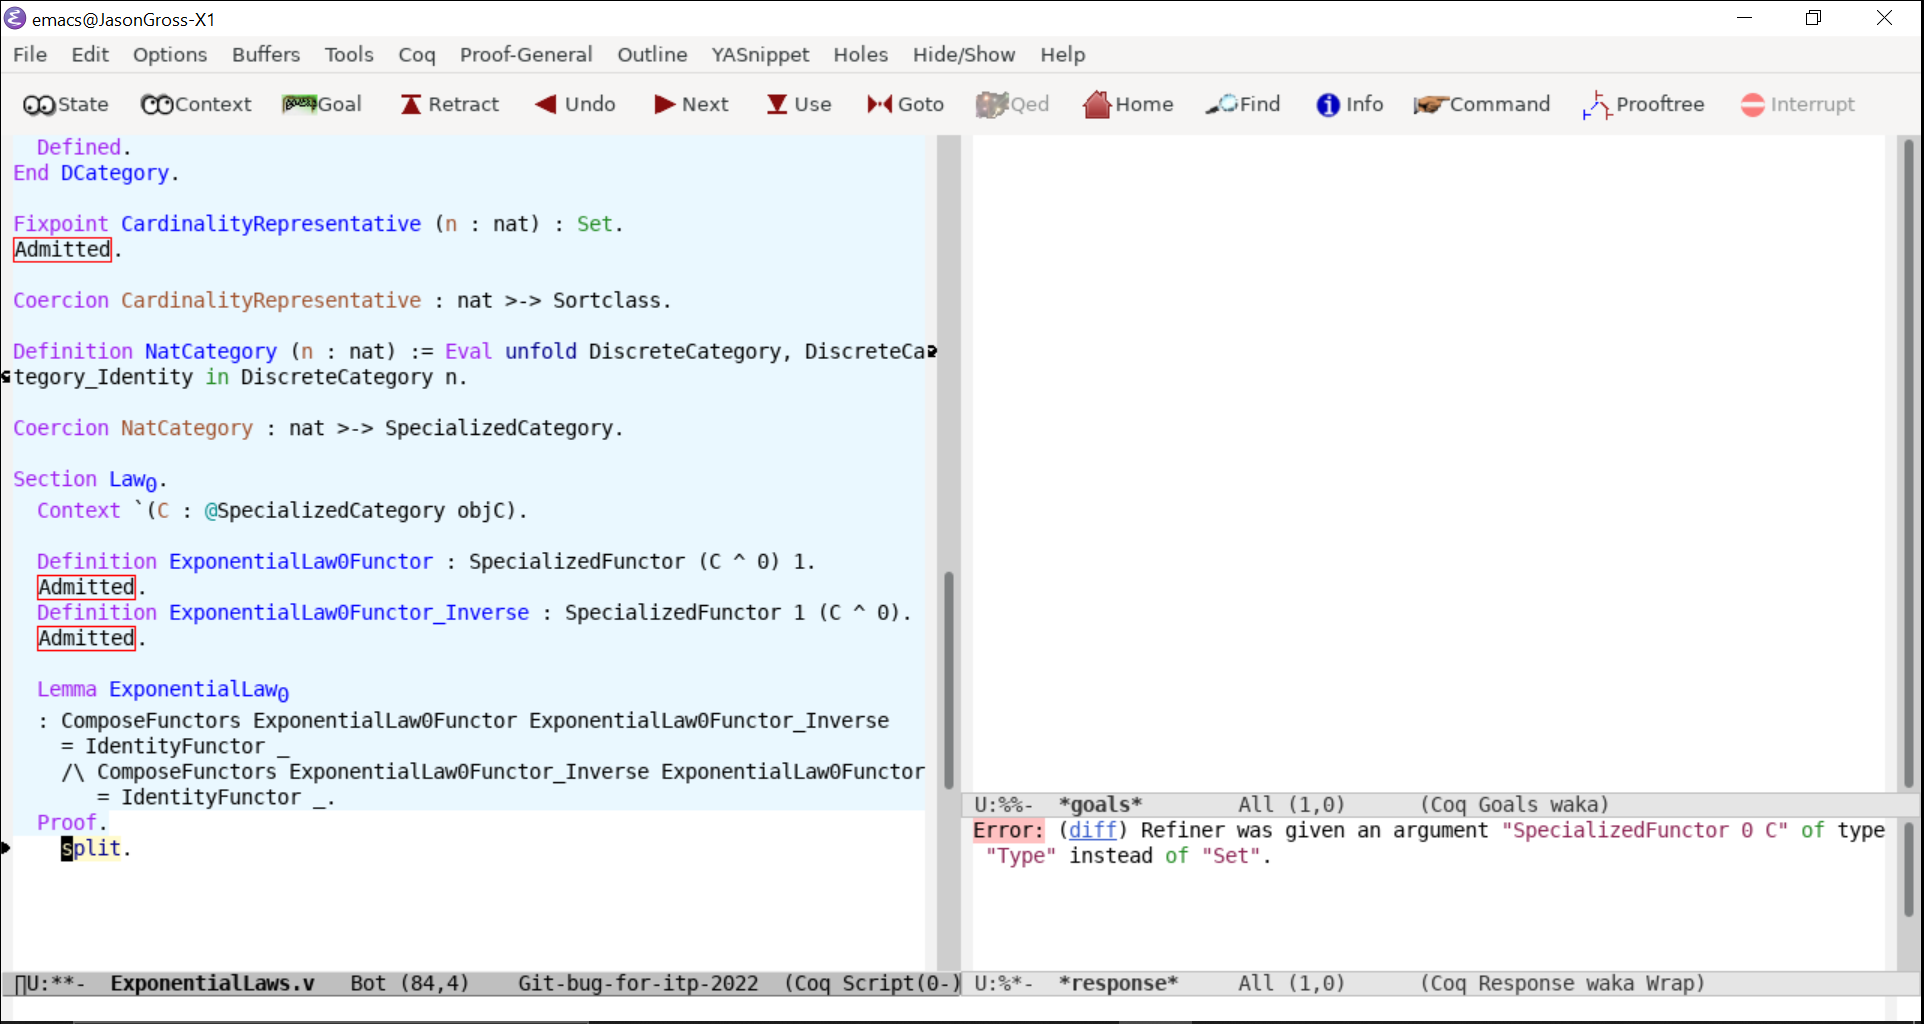 emacs@JasonGross-X1
File Edit Options Buffers Tools Coq Proof-General Outline YASnippet Holes Hide/Show Help
State Context Goal Retract Undo Next Use Goto Qed Home Find Info Command Prooftree Interrupt
  Defined.
End DCategory.
Fixpoint CardinalityRepresentative (n : nat) : Set.
Admitted.
Coercion CardinalityRepresentative : nat >-> Sortclass.
Definition NatCategory (n : nat) := Eval unfold DiscreteCategory, DiscreteCa
tegory_Identity in DiscreteCategory n.
Coercion NatCategory : nat >-> SpecializedCategory.
Section Law₀.
  Context `(C : @SpecializedCategory objC).
  Definition ExponentialLaw0Functor : SpecializedFunctor (C ^ 0) 1.
  Admitted.
  Definition ExponentialLaw0Functor_Inverse : SpecializedFunctor 1 (C ^ 0).
  Admitted.
  Lemma ExponentialLaw₀
  : ComposeFunctors ExponentialLaw0Functor ExponentialLaw0Functor_Inverse
    = IdentityFunctor _
    /\ ComposeFunctors ExponentialLaw0Functor_Inverse ExponentialLaw0Functor
       = IdentityFunctor _.
  Proof.
    split.
U:**-  ExponentialLaws.v   Bot (84,4)    Git-bug-for-itp-2022  (Coq Script(0-)
U:%%-  *goals*        All (1,0)      (Coq Goals waka)
Error: (diff) Refiner was given an argument "SpecializedFunctor 0 C" of type
 "Type" instead of "Set".
U:%*-  *response*     All (1,0)      (Coq Response waka Wrap)